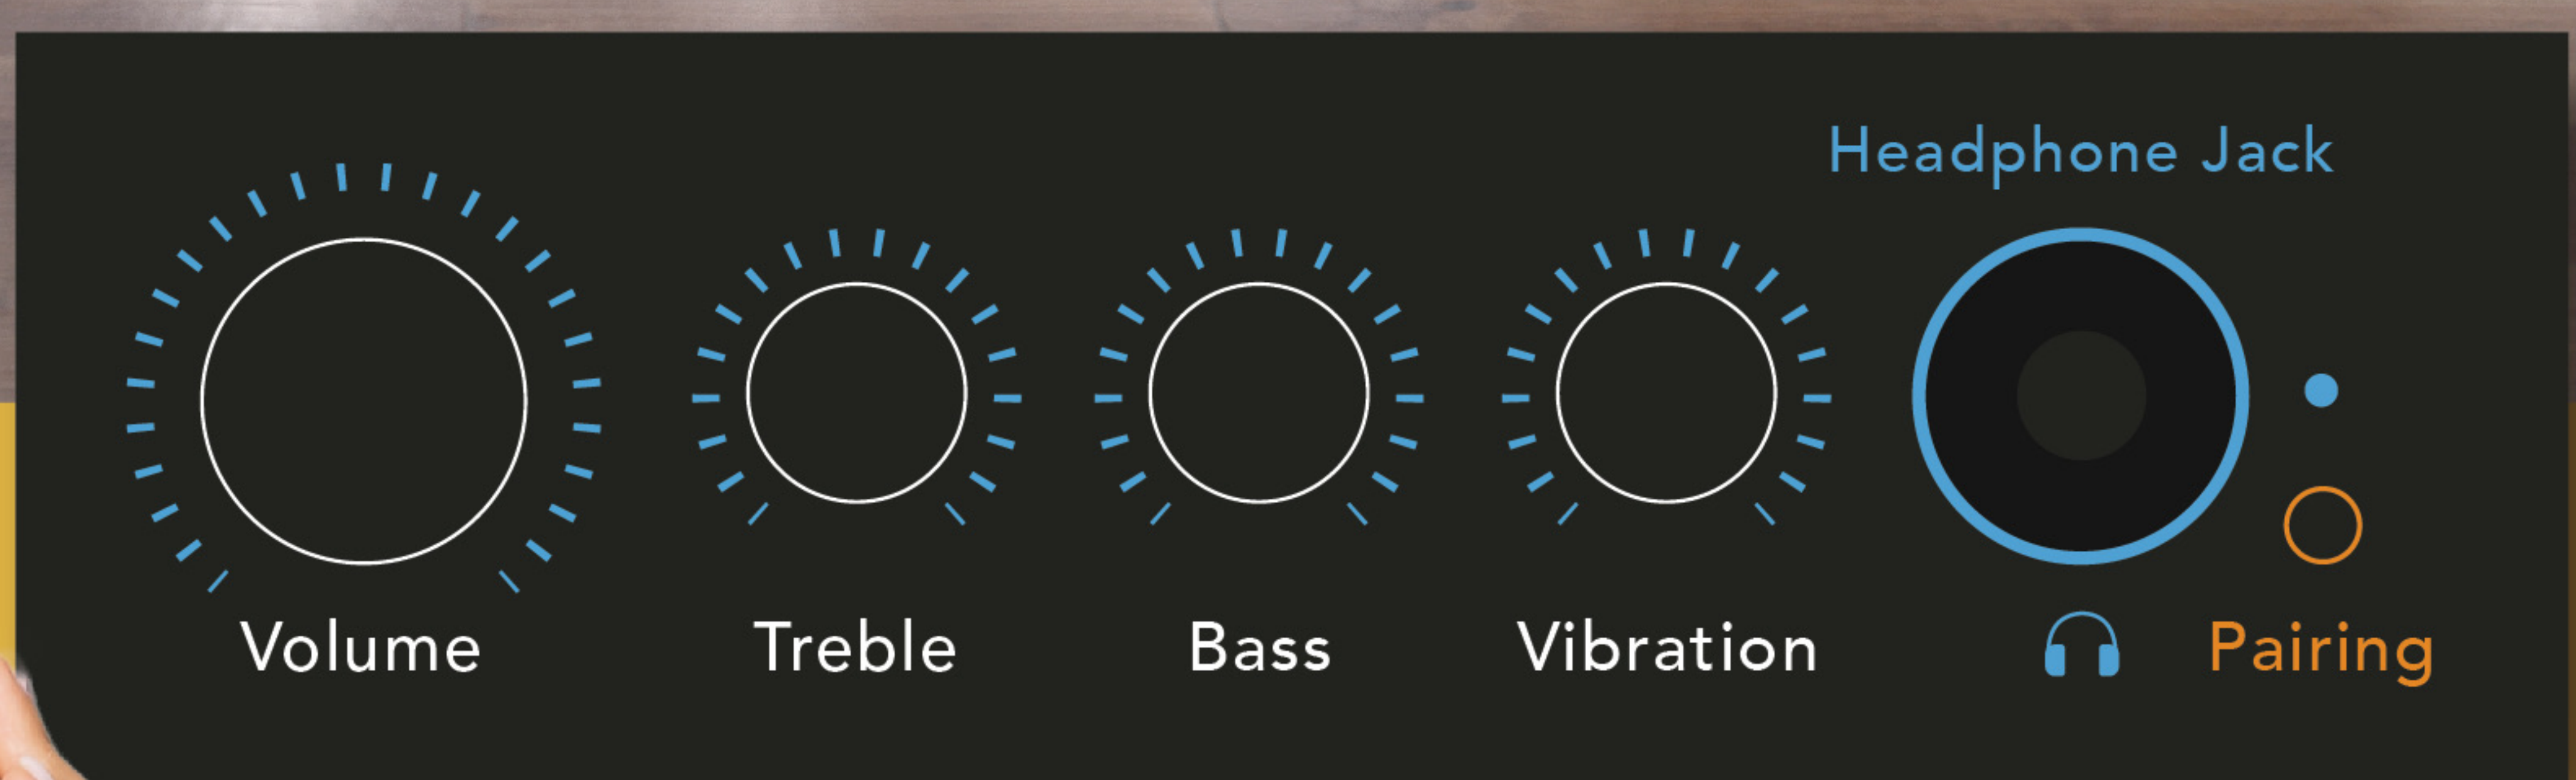 Headphone Jack
Volume
Treble
Bass
Vibration
Pairing